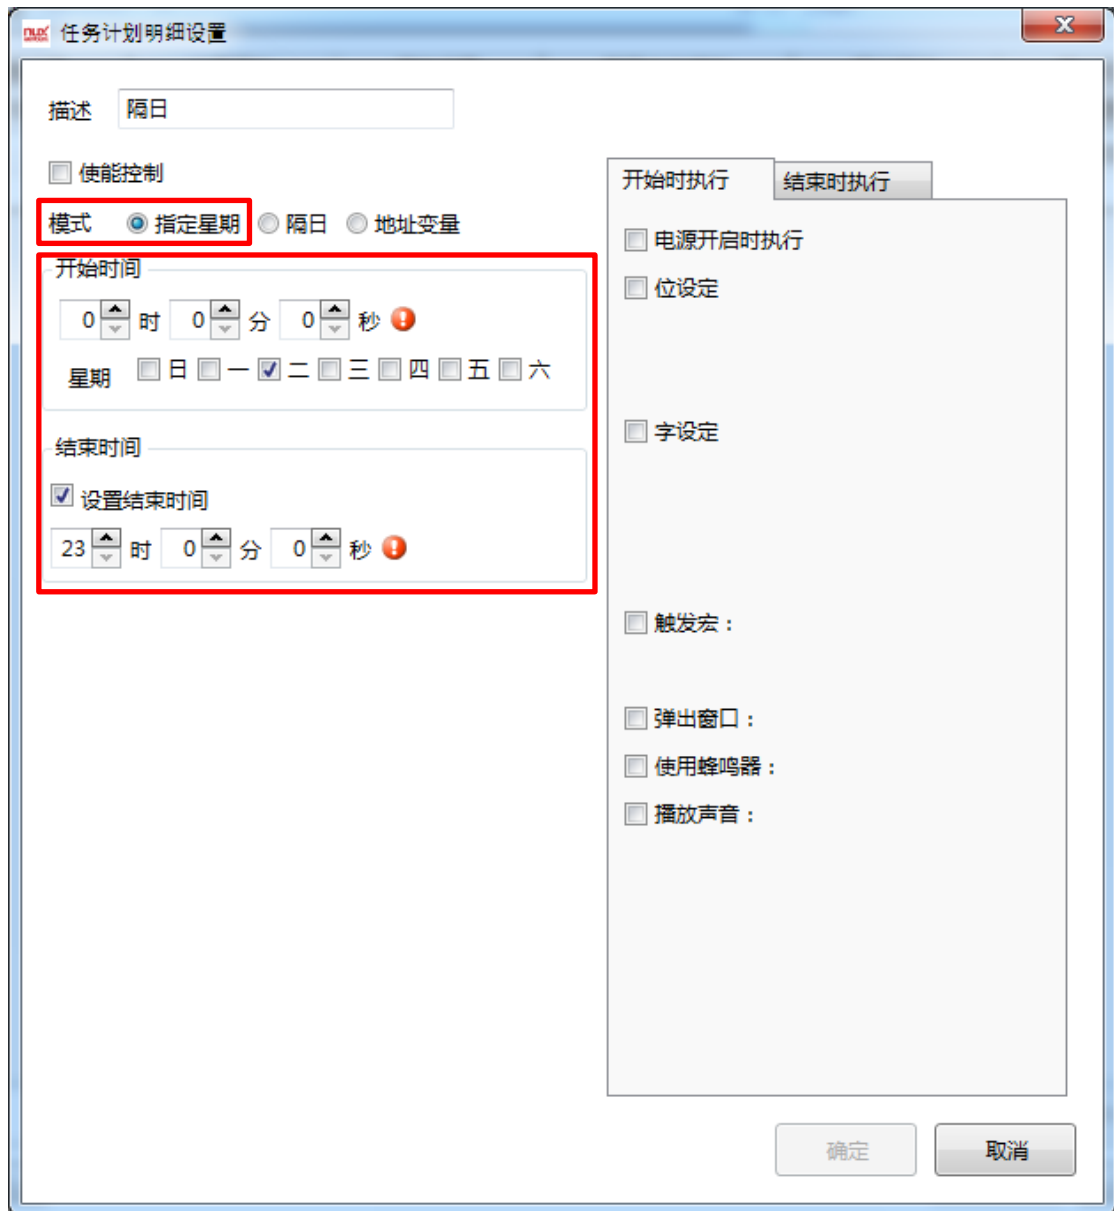 任务计划明细设置
描述 隔日
使能控制
模式 指定星期 隔日 地址变量
开始时间
0 时 0 分 0 秒
星期 日 一 二 三 四 五 六
结束时间
设置结束时间
23 时 0 分 0 秒
开始时执行 结束时执行
电源开启时执行
位设定
字设定
触发宏：
弹出窗口：
使用蜂鸣器：
播放声音：
确定 取消